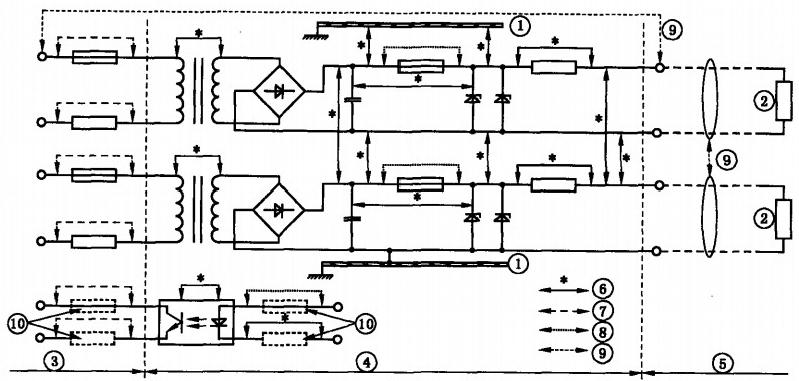 * ① ⑨
* * *
* ②
*
* * * * *
* ⑨
* ②
*
①
* * ⑥
⑦
⑩ ⑩ ⑧
⑨
③ ④ ⑤